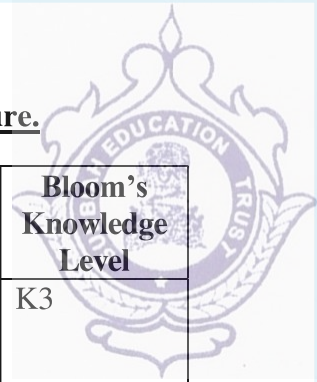 re.
EDUCATION TRUST
Bloom's
Knowledge
Level
K3